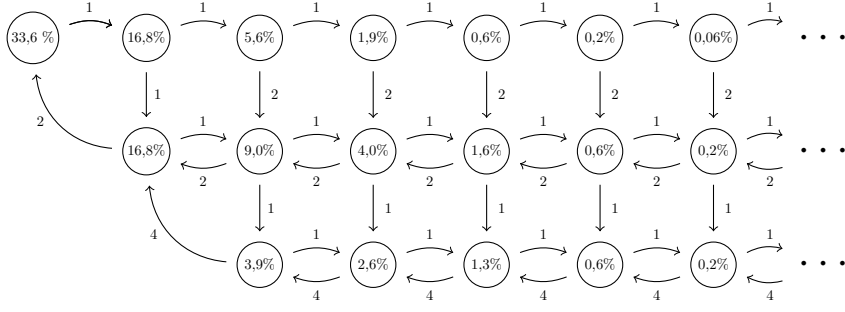 1 1 1 1 1 1 1
33,6 % 16,8% 5,6% 1,9% 0,6% 0,2% 0,06% • • •
1 2 2 2 2 2
2 1 1 1 1 1 1
16,8% 9,0% 4,0% 1,6% 0,6% 0,2% • • •
2 2 2 2 2 2
1 1 1 1 1
4 1 1 1 1 1
3,9% 2,6% 1,3% 0,6% 0,2% • • •
4 4 4 4 4